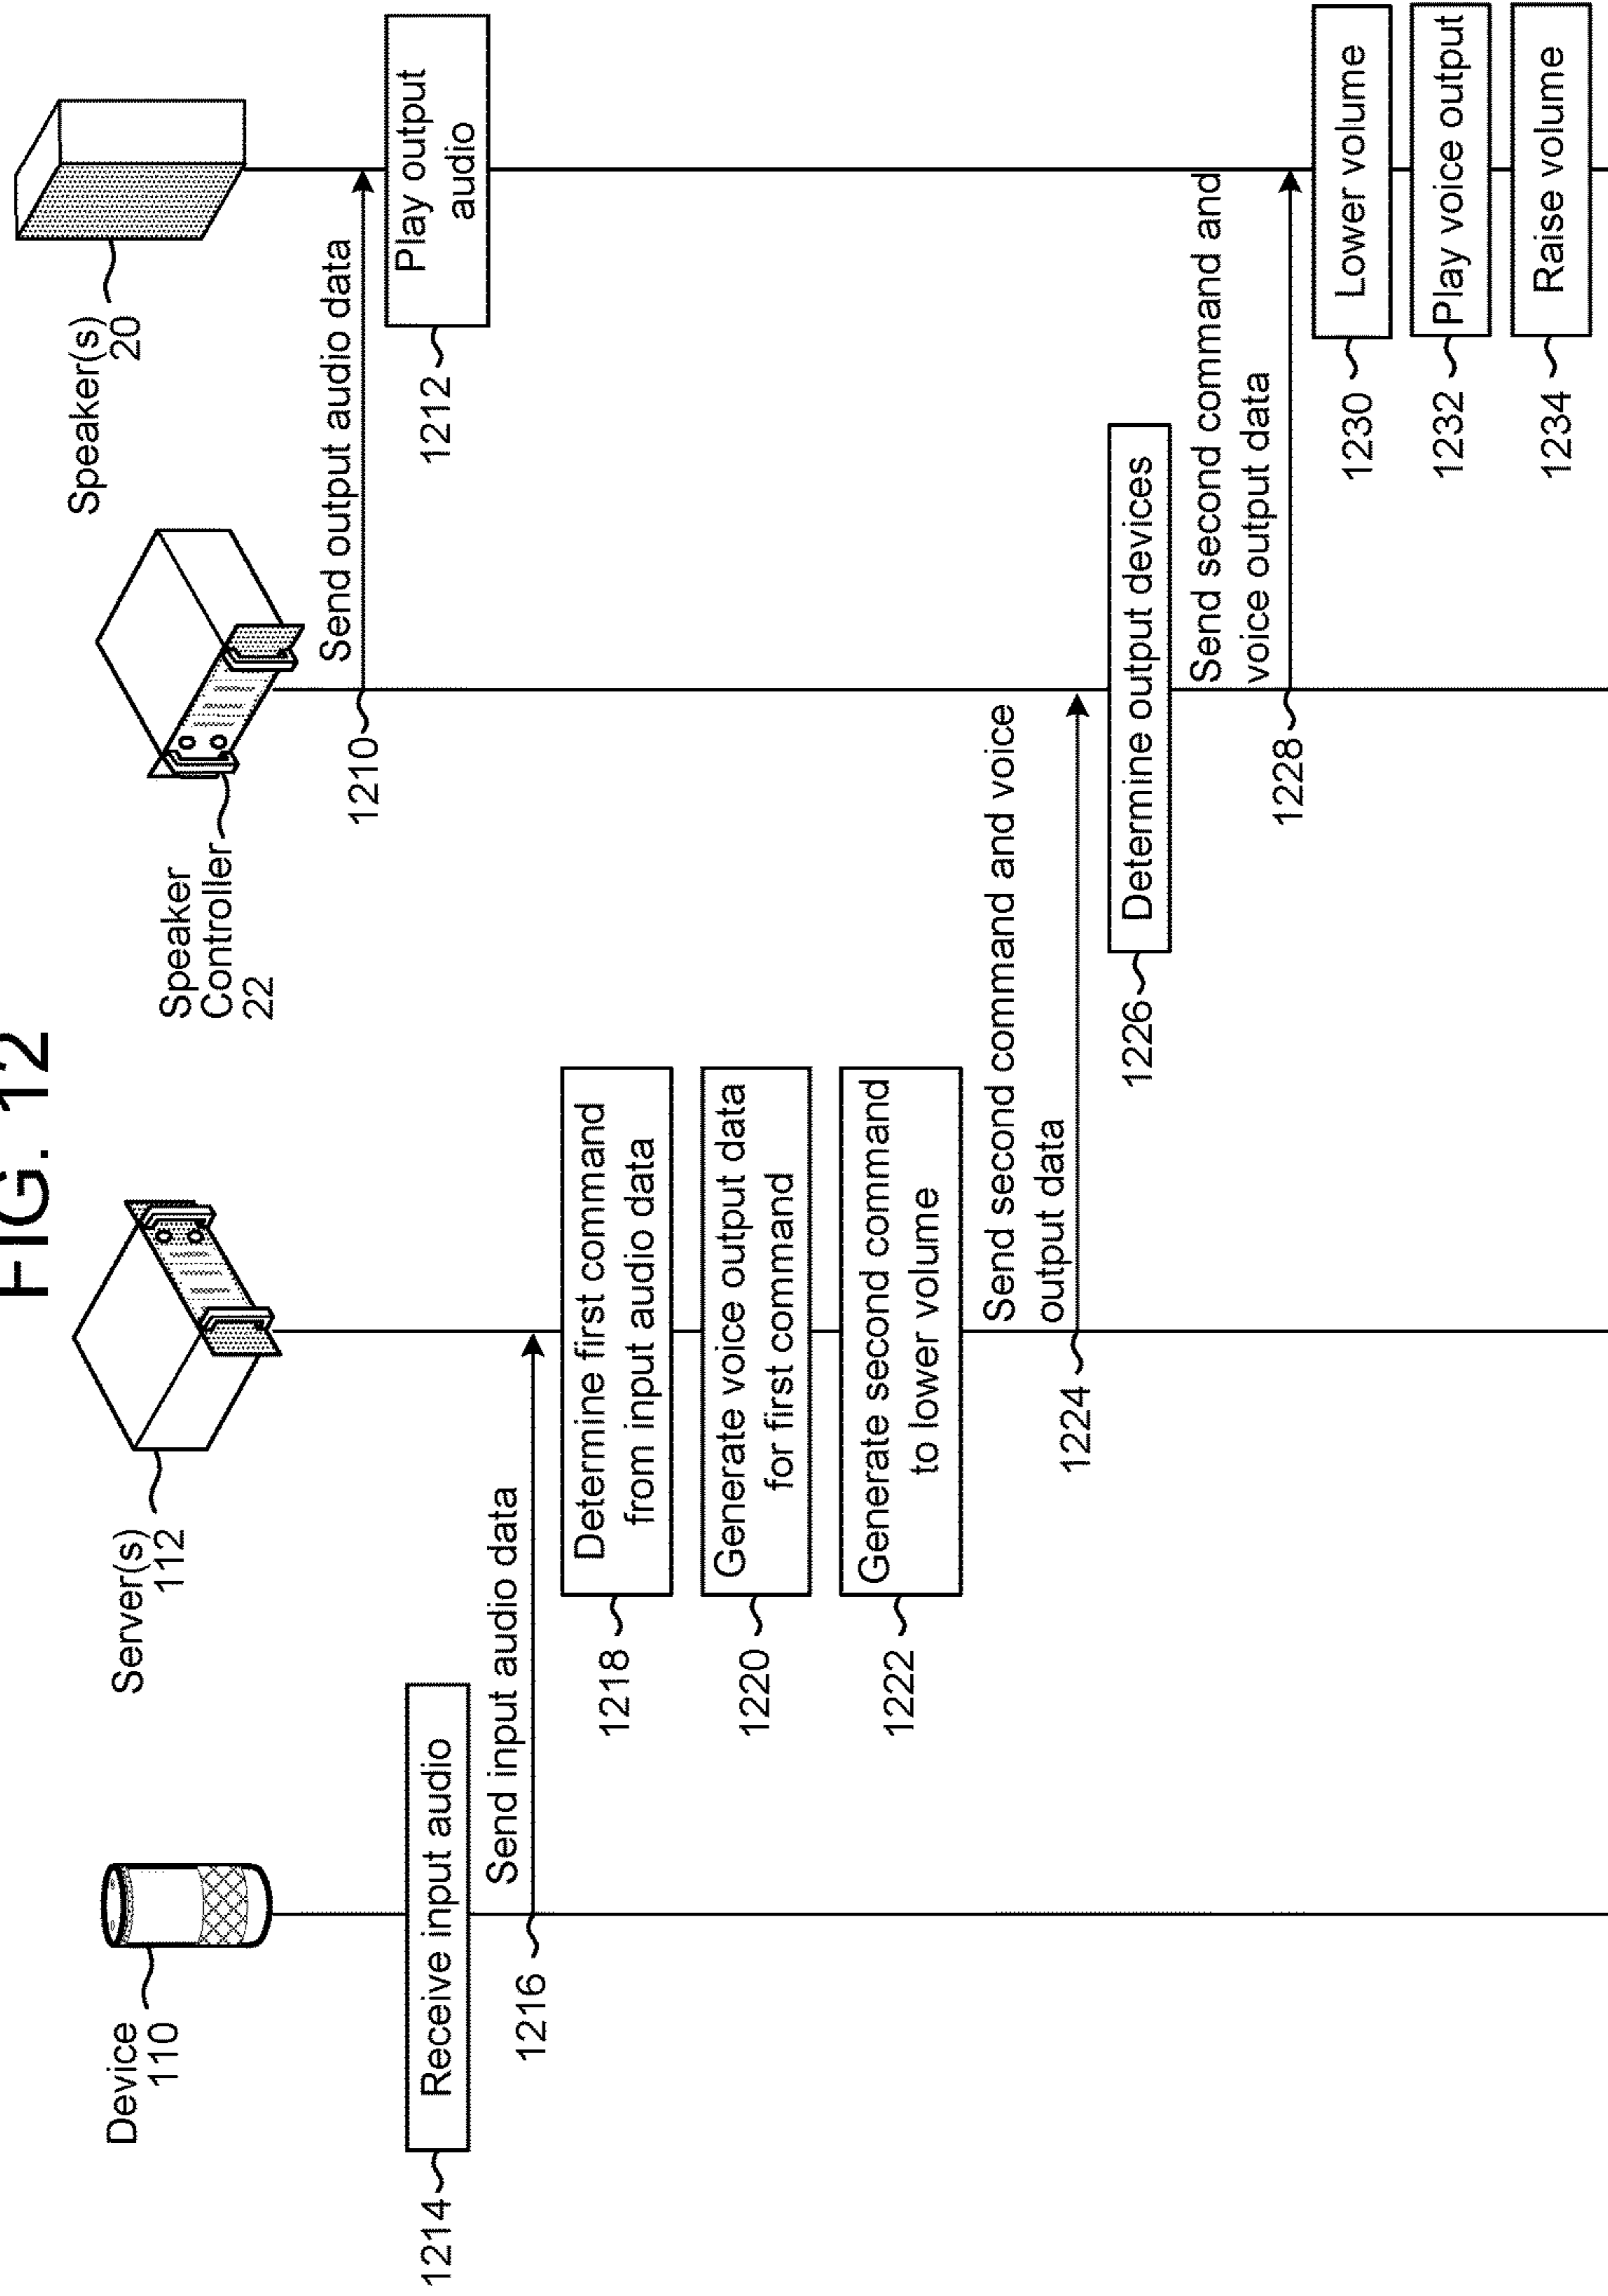 FIG. 12
Device
110
Server(s)
112
Speaker
Controller
22
Speaker(s)
20
Send output audio data
1210
Play output
audio
1212
Receive input audio
1214
Send input audio data
1216
Determine first command
from input audio data
1218
Generate voice output data
for first command
1220
Generate second command
to lower volume
1222
Send second command and voice
output data
1224
Determine output devices
1226
Send second command and
voice output data
1228
Lower volume
1230
Play voice output
1232
Raise volume
1234